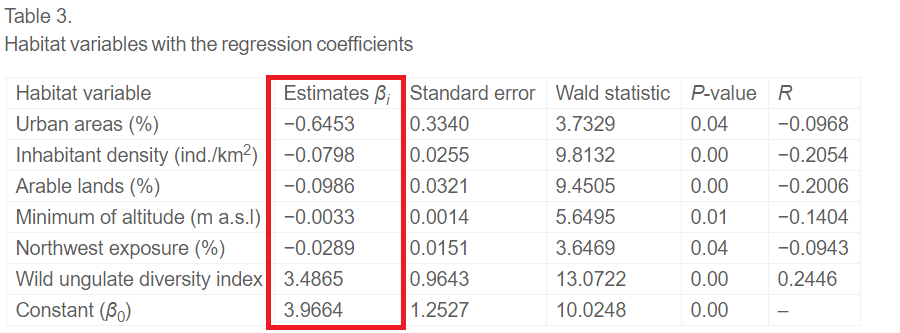 Table 3.
Habitat variables with the regression coefficients
Habitat variable Estimates βi Standard error Wald statistic P-value R
Urban areas (%) −0.6453 0.3340 3.7329 0.04 −0.0968
Inhabitant density (ind./km2) −0.0798 0.0255 9.8132 0.00 −0.2054
Arable lands (%) −0.0986 0.0321 9.4505 0.00 −0.2006
Minimum of altitude (m a.s.l) −0.0033 0.0014 5.6495 0.01 −0.1404
Northwest exposure (%) −0.0289 0.0151 3.6469 0.04 −0.0943
Wild ungulate diversity index 3.4865 0.9643 13.0722 0.00 0.2446
Constant (β0) 3.9664 1.2527 10.0248 0.00 –